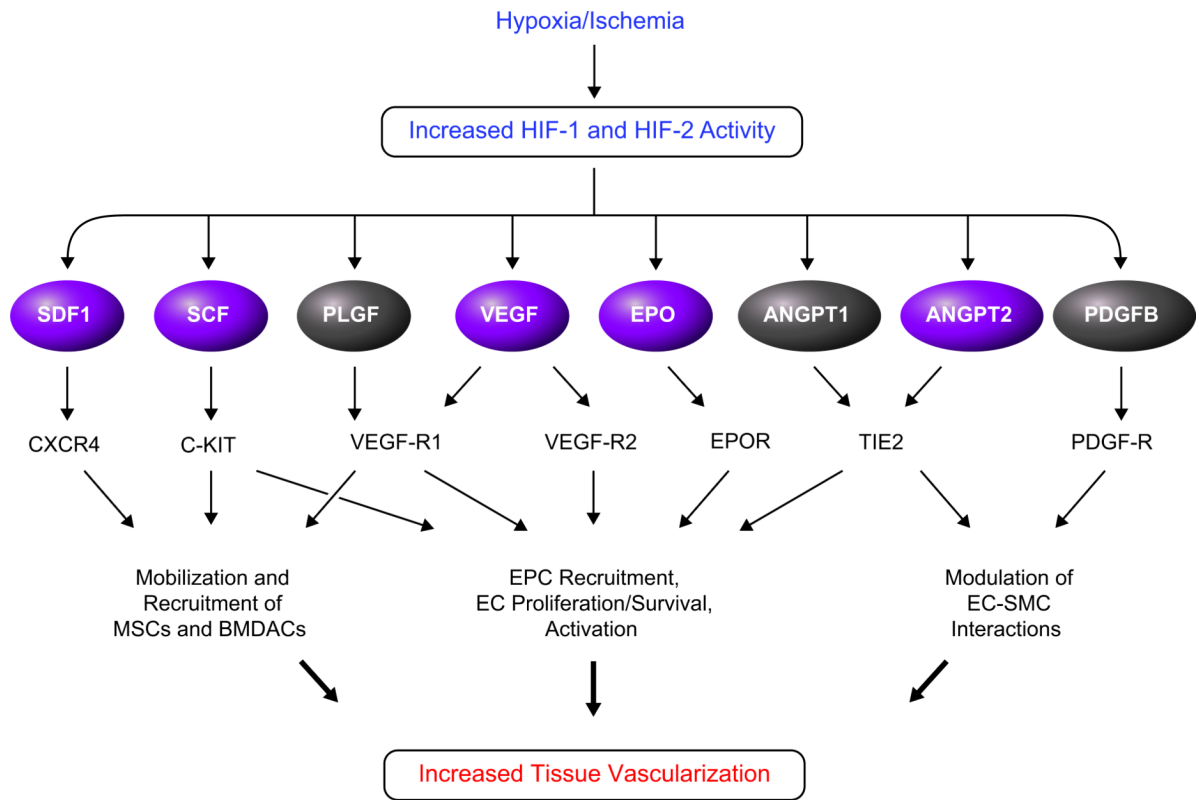 Hypoxia/Ischemia
Increased HIF-1 and HIF-2 Activity
SDF1
SCF
PLGF
VEGF
EPO
ANGPT1
ANGPT2
PDGFB
CXCR4
C-KIT
VEGF-R1
VEGF-R2
EPOR
TIE2
PDGF-R
Mobilization and
Recruitment of
MSCs and BMDACs
EPC Recruitment,
EC Proliferation/Survival,
Activation
Modulation of
EC-SMC
Interactions
Increased Tissue Vascularization